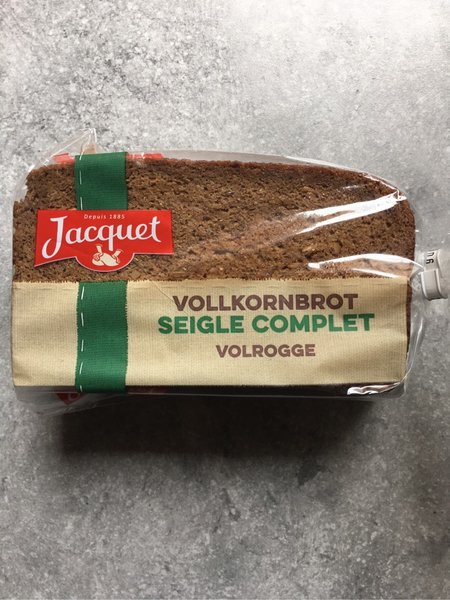 Depuis 1885
Jacquet
VOLLKORNBROT
SEIGLE COMPLET
VOLROGGE